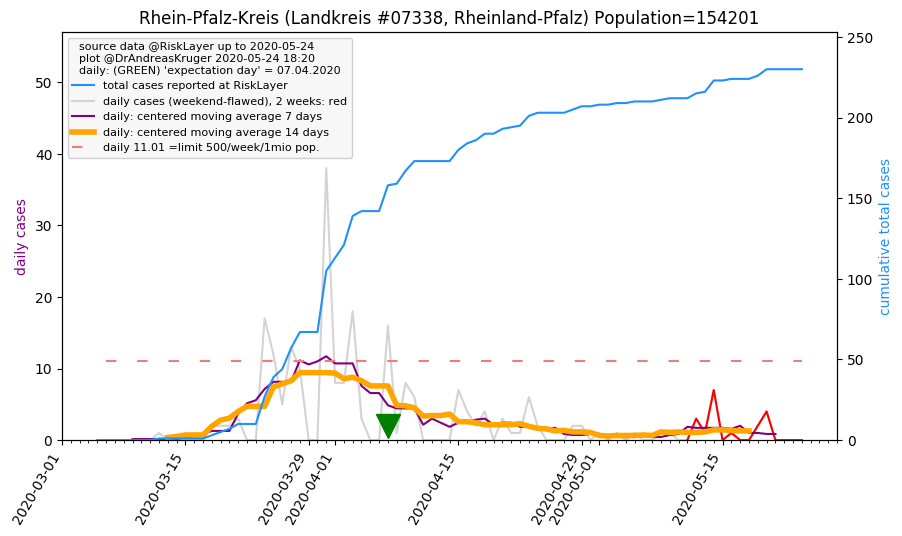 Rhein-Pfalz-Kreis (Landkreis #07338, Rheinland-Pfalz) Population=154201
source data @RiskLayer up to 2020-05-24
plot @DrAndreasKruger 2020-05-24 18:20
daily: (GREEN) 'expectation day' = 07.04.2020
total cases reported at RiskLayer
daily cases (weekend-flawed), 2 weeks: red
daily: centered moving average 7 days
daily: centered moving average 14 days
daily 11.01 =limit 500/week/1mio pop.
daily cases
50
40
30
20
10
0
250
200
150
100
50
0
cumulative total cases
2020-03-01
2020-03-15
2020-03-29
2020-04-01
2020-04-15
2020-04-29
2020-05-01
2020-05-15